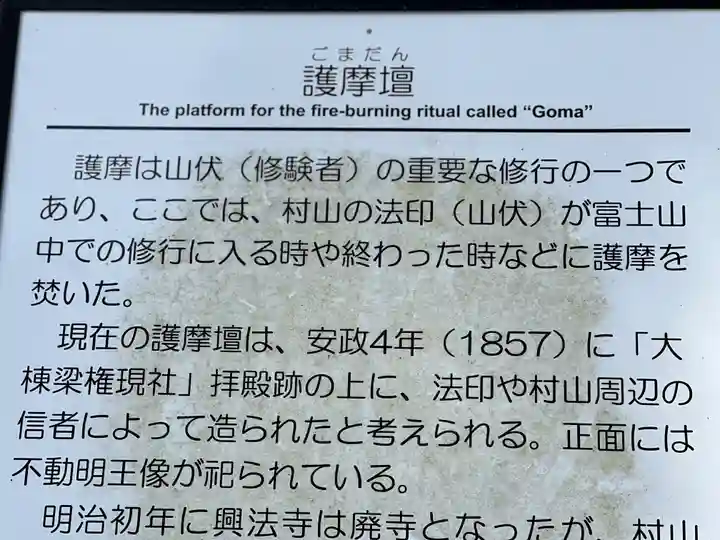 ごまだん
護摩壇
The platform for the fire-burning ritual called “Goma”
護摩は山伏（修験者）の重要な修行の一つで
あり、ここでは、村山の法印（山伏）が富士山
中での修行に入る時や終わった時などに護摩を
焚いた。
現在の護摩壇は、安政4年（1857）に「大
棟梁権現社」拝殿跡の上に、法印や村山周辺の
信者によって造られたと考えられる。正面には
不動明王像が祀られている。
明治初年に興法寺は廃寺となったが、村山